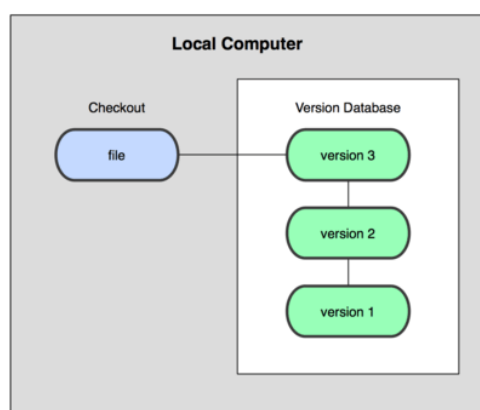 Local Computer
Checkout
Version Database
file
version 3
version 2
version 1